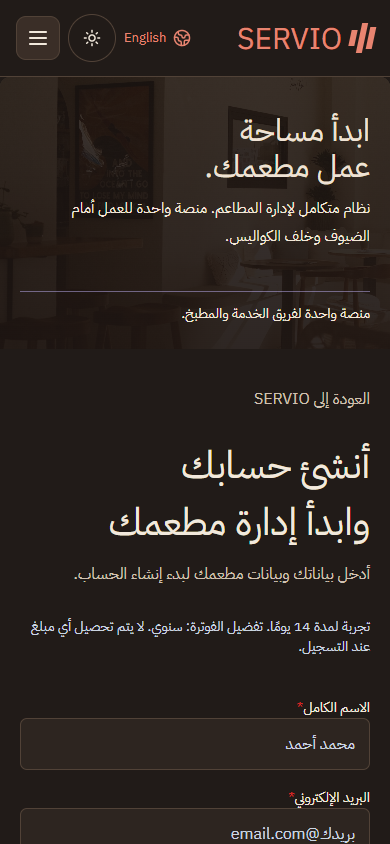 SERVIO
English
ابدأ مساحة
عمل مطعمك.
نظام متكامل لإدارة المطاعم. منصة واحدة للعمل أمام
الضيوف وخلف الكواليس.
منصة واحدة لفريق الخدمة والمطبخ.
العودة إلى SERVIO
أنشئ حسابك
وابدأ إدارة مطعمك
أدخل بياناتك وبيانات مطعمك لبدء إنشاء الحساب.
تجربة لمدة 14 يومًا. تفضيل الفوترة: سنوي. لا يتم تحصيل أي مبلغ
عند التسجيل.
الاسم الكامل*
محمد أحمد
البريد الإلكتروني*
بريدك@email.com